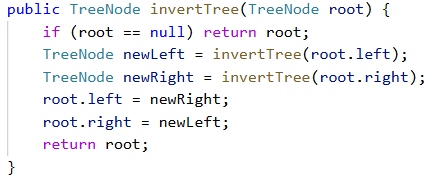 public TreeNode invertTree(TreeNode root) {
    if (root == null) return root;
    TreeNode newLeft = invertTree(root.left);
    TreeNode newRight = invertTree(root.right);
    root.left = newRight;
    root.right = newLeft;
    return root;
}